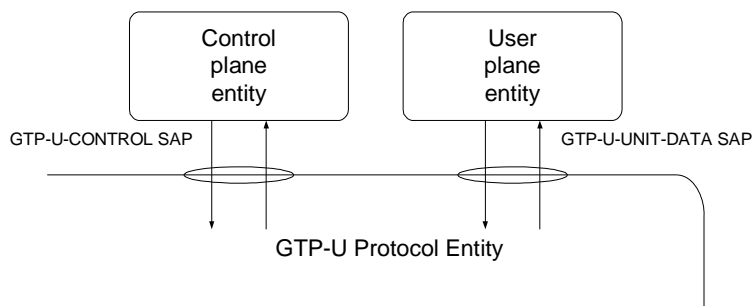 Control
plane
entity
User
plane
entity
GTP-U-CONTROL SAP
GTP-U-UNIT-DATA SAP
GTP-U Protocol Entity